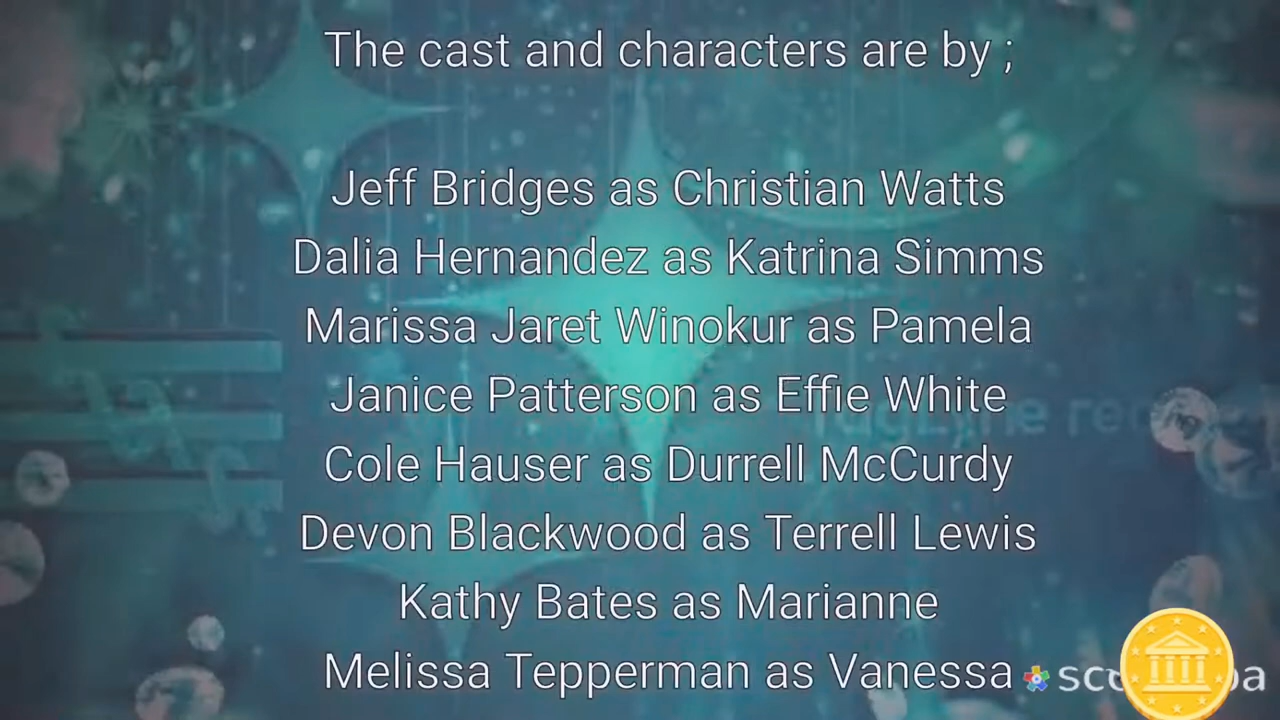 The cast and characters are by ;
Jeff Bridges as Christian Watts
Dalia Hernandez as Katrina Simms
Marissa Jaret Winokur as Pamela
Janice Patterson as Effie White
Cole Hauser as Durrell McCurdy
Devon Blackwood as Terrell Lewis
Kathy Bates as Marianne
Melissa Tepperman as Vanessa